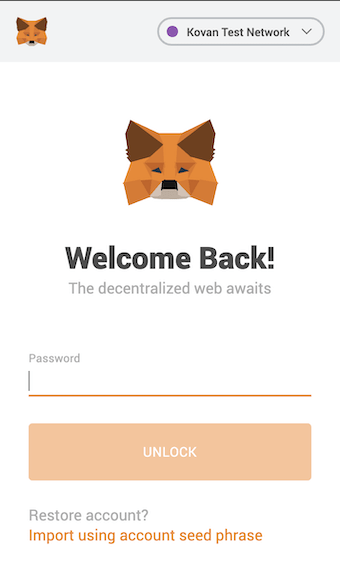 Kovan Test Network
Welcome Back!
The decentralized web awaits
Password
UNLOCK
Restore account?
Import using account seed phrase